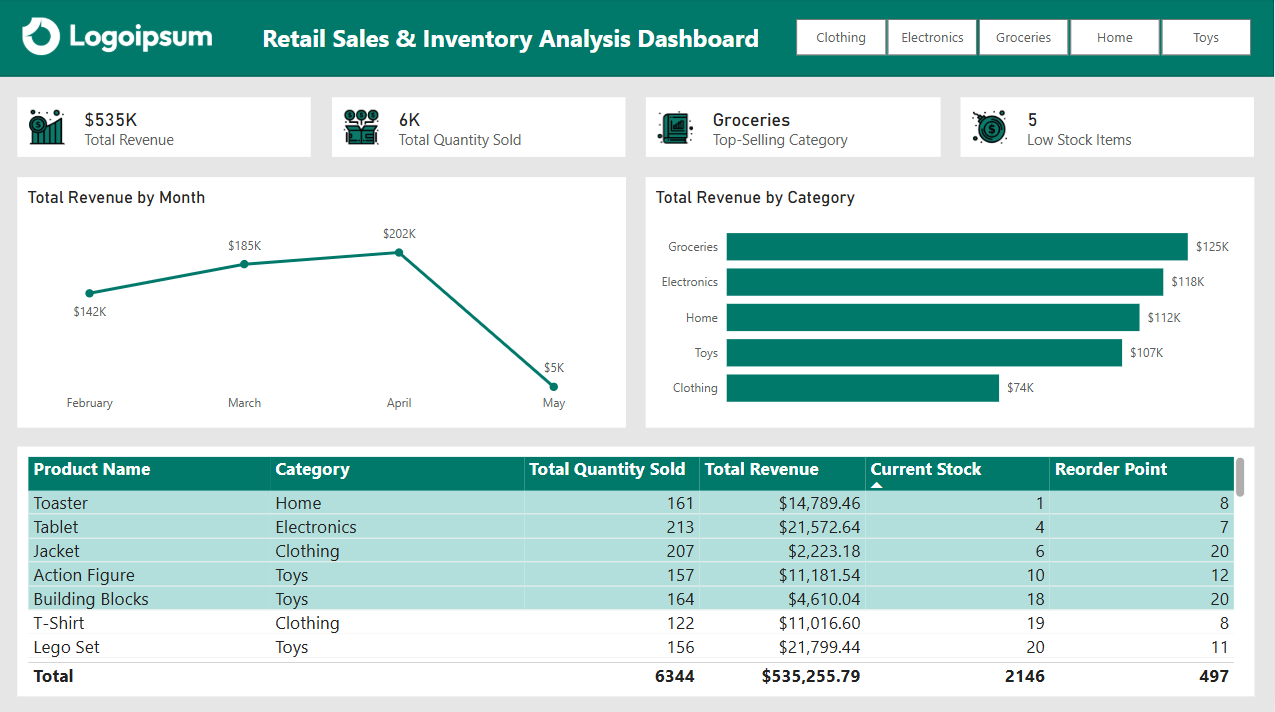 Logoipsum
Retail Sales & Inventory Analysis Dashboard
Clothing Electronics Groceries Home Toys
$535K
Total Revenue
6K
Total Quantity Sold
Groceries
Top-Selling Category
5
Low Stock Items
Total Revenue by Month
$202K
$185K
$142K
$5K
February March April May
Total Revenue by Category
Groceries $125K
Electronics $118K
Home $112K
Toys $107K
Clothing $74K
Product Name Category Total Quantity Sold Total Revenue Current Stock Reorder Point
Toaster Home 161 $14,789.46 1 8
Tablet Electronics 213 $21,572.64 4 7
Jacket Clothing 207 $2,223.18 6 20
Action Figure Toys 157 $11,181.54 10 12
Building Blocks Toys 164 $4,610.04 18 20
T-Shirt Clothing 122 $11,016.60 19 8
Lego Set Toys 156 $21,799.44 20 11
Total 6344 $535,255.79 2146 497